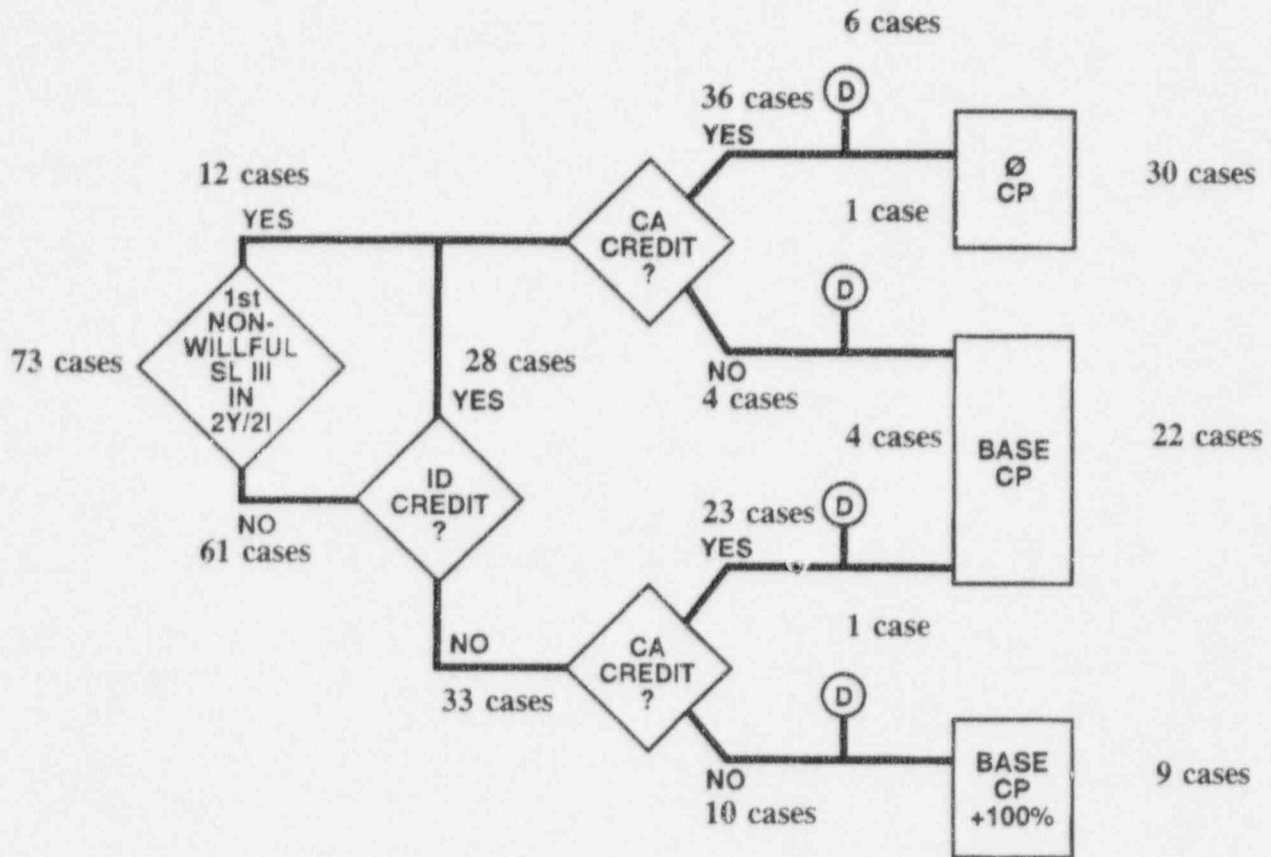 6 cases
36 cases
D
YES
Ø
CP
30 cases
12 cases
YES
CA
CREDIT
?
1 case
D
1st
NON-
WILLFUL
SL III
IN
2Y/2I
73 cases
28 cases
YES
NO
4 cases
4 cases
BASE
CP
22 cases
ID
CREDIT
?
NO
61 cases
23 cases
D
YES
NO
33 cases
CA
CREDIT
?
1 case
D
NO
10 cases
BASE
CP
+100%
9 cases